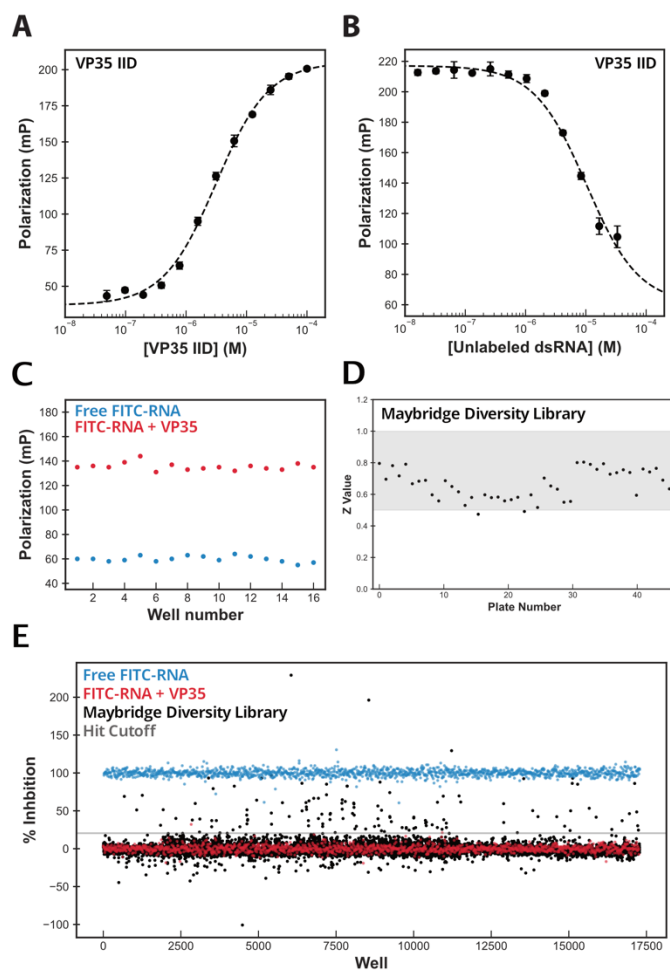 A
VP35 IID
200
175
150
125
100
75
50
Polarization (mP)
10⁻⁸ 10⁻⁷ 10⁻⁶ 10⁻⁵ 10⁻⁴
[VP35 IID] (M)
B
VP35 IID
220
200
180
160
140
120
100
80
60
Polarization (mP)
10⁻⁸ 10⁻⁷ 10⁻⁶ 10⁻⁵ 10⁻⁴
[Unlabeled dsRNA] (M)
C
Free FITC-RNA
FITC-RNA + VP35
180
160
140
120
100
80
60
40
Polarization (mP)
2 4 6 8 10 12 14 16
Well number
D
Maybridge Diversity Library
1.2
1.0
0.8
0.6
0.4
0.2
0.0
Z Value
0 10 20 30 40
Plate Number
E
Free FITC-RNA
FITC-RNA + VP35
Maybridge Diversity Library
Hit Cutoff
200
150
100
50
0
−50
−100
% Inhbition
0 2500 5000 7500 10000 12500 15000 17500
Well